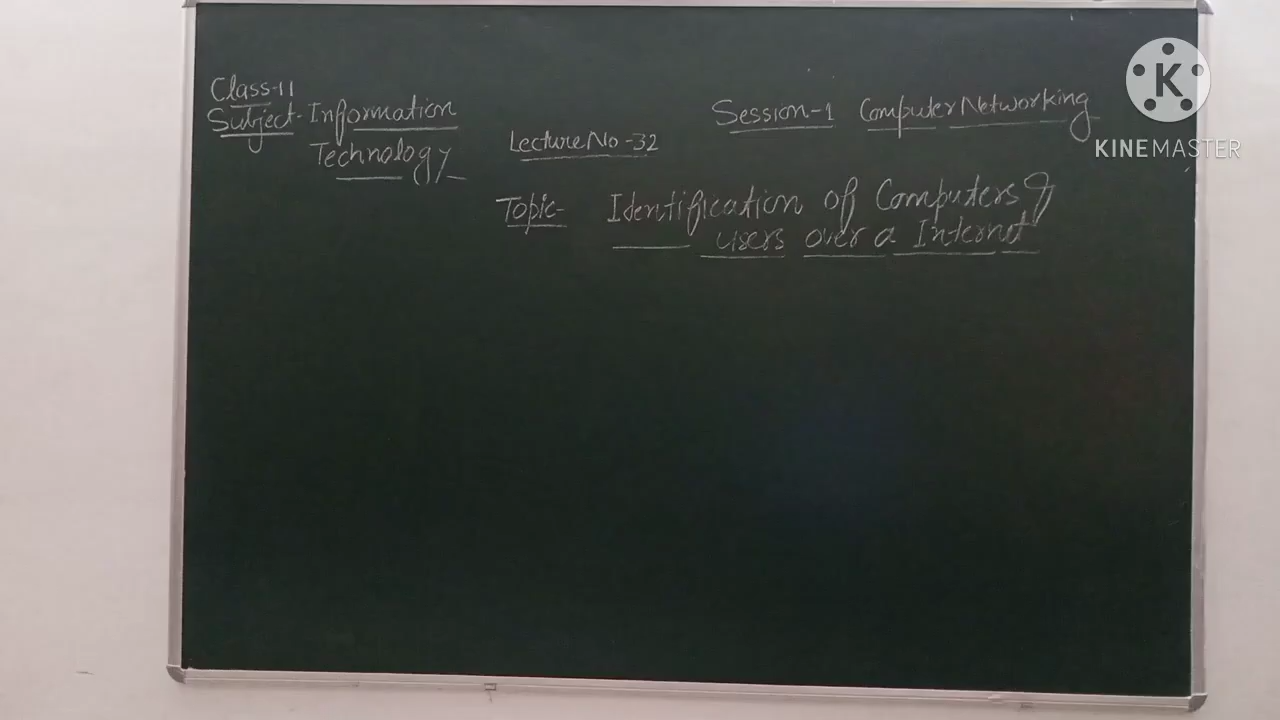 Class-11
Subject- Information
Technology
Lecture No-32
Session-1 Computer Networking
Topic- Identification of Computers &
users over a Internet
K
KINEMASTER